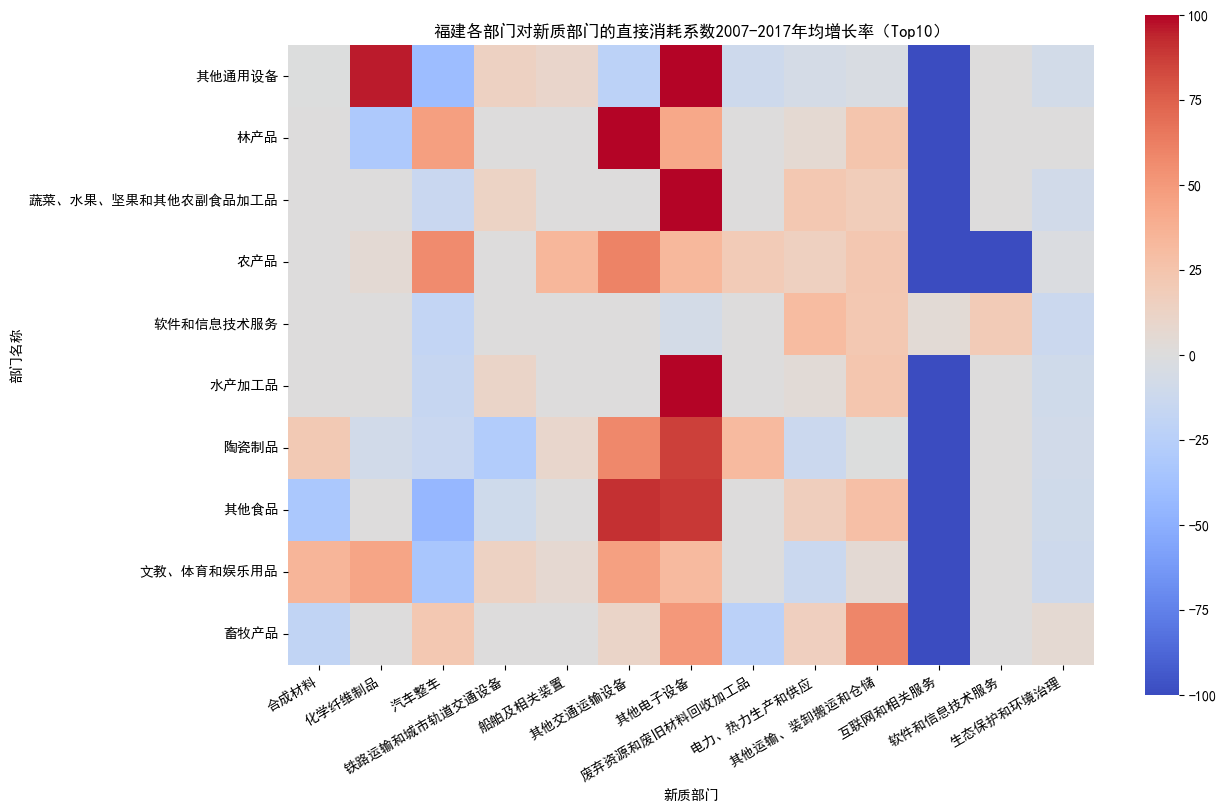 福建各部门对新质部门的直接消耗系数2007-2017年均增长率（Top10）
部门名称
其他通用设备
林产品
蔬菜、水果、坚果和其他农副食品加工品
农产品
软件和信息技术服务
水产加工品
陶瓷制品
其他食品
文教、体育和娱乐用品
畜牧产品
合成材料
化学纤维制品
汽车整车
铁路运输和城市轨道交通设备
船舶及相关装置
其他交通运输设备
其他电子设备
废弃资源和废旧材料回收加工品
电力、热力生产和供应
其他运输、装卸搬运和仓储
互联网和相关服务
软件和信息技术服务
生态保护和环境治理
新质部门
100
75
50
25
0
−25
−50
−75
−100